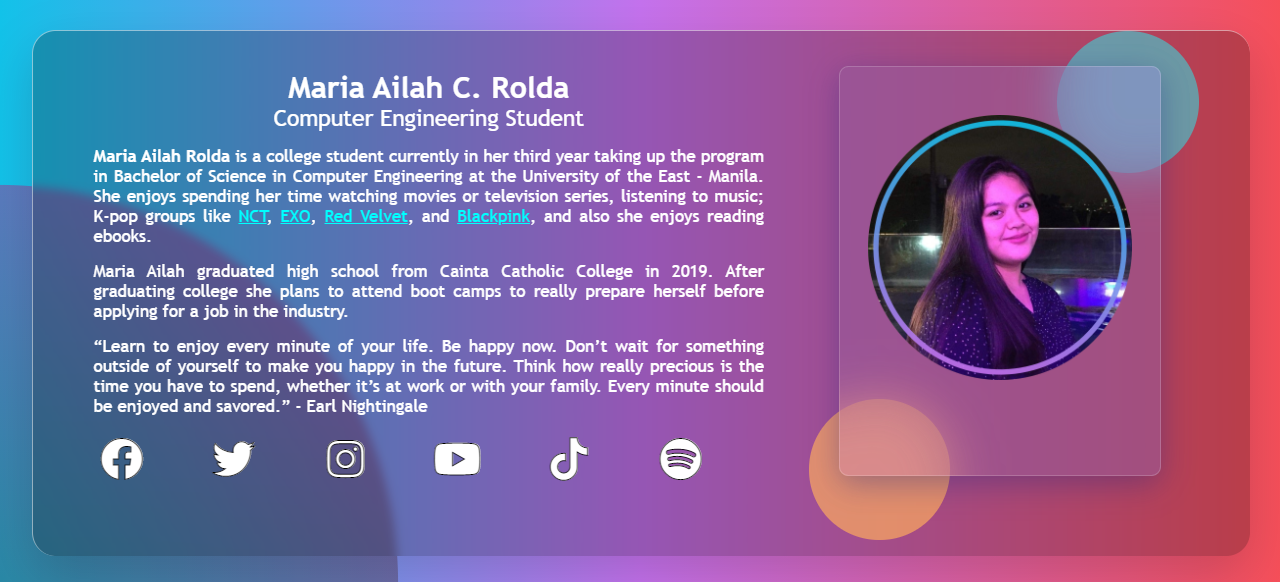 Maria Ailah C. Rolda
Computer Engineering Student
Maria Ailah Rolda is a college student currently in her third year taking up the program
in Bachelor of Science in Computer Engineering at the University of the East - Manila.
She enjoys spending her time watching movies or television series, listening to music;
K-pop groups like NCT, EXO, Red Velvet, and Blackpink, and also she enjoys reading
ebooks.
Maria Ailah graduated high school from Cainta Catholic College in 2019. After
graduating college she plans to attend boot camps to really prepare herself before
applying for a job in the industry.
“Learn to enjoy every minute of your life. Be happy now. Don’t wait for something
outside of yourself to make you happy in the future. Think how really precious is the
time you have to spend, whether it’s at work or with your family. Every minute should
be enjoyed and savored.” - Earl Nightingale